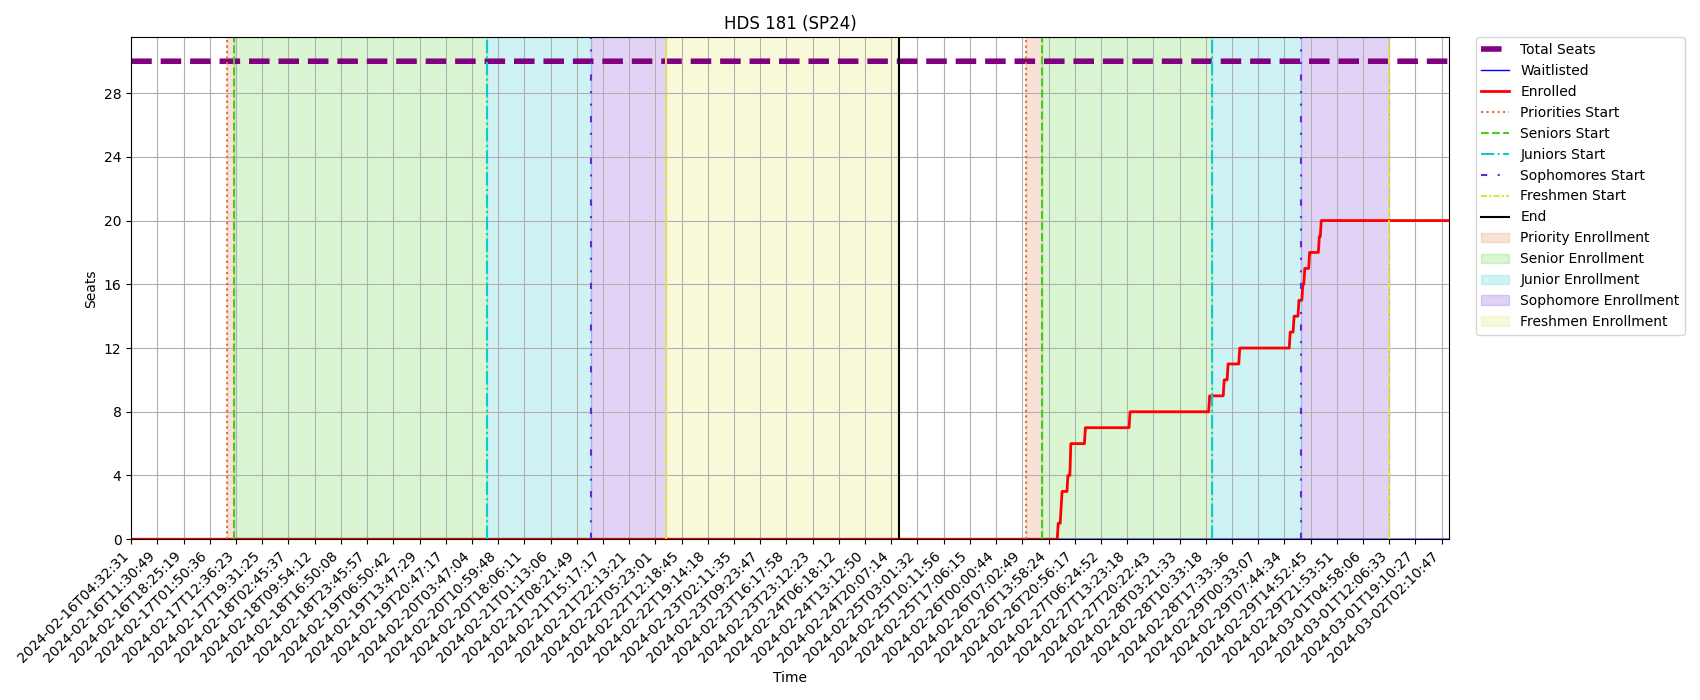 HDS 181 (SP24)
Total Seats
Waitlisted
Enrolled
Priorities Start
Seniors Start
Juniors Start
Sophomores Start
Freshmen Start
End
Priority Enrollment
Senior Enrollment
Junior Enrollment
Sophomore Enrollment
Freshmen Enrollment
Seats
28
24
20
16
12
8
4
0
2024-02-16T04:32:31
2024-02-16T11:30:49
2024-02-16T18:25:19
2024-02-17T01:50:36
2024-02-17T12:36:23
2024-02-17T19:31:25
2024-02-18T02:45:37
2024-02-18T09:54:12
2024-02-18T16:50:08
2024-02-18T23:45:57
2024-02-19T06:50:42
2024-02-19T13:47:29
2024-02-19T20:47:17
2024-02-20T03:47:04
2024-02-20T10:59:48
2024-02-20T18:06:11
2024-02-21T01:13:06
2024-02-21T08:21:49
2024-02-21T15:17:17
2024-02-21T22:13:21
2024-02-22T05:23:01
2024-02-22T12:18:45
2024-02-22T19:14:18
2024-02-23T02:11:35
2024-02-23T09:23:47
2024-02-23T16:17:58
2024-02-23T23:12:23
2024-02-24T06:18:12
2024-02-24T13:12:50
2024-02-24T20:07:14
2024-02-25T03:01:32
2024-02-25T10:11:56
2024-02-25T17:06:15
2024-02-26T00:00:44
2024-02-26T07:02:49
2024-02-26T13:58:24
2024-02-26T20:56:17
2024-02-27T06:24:52
2024-02-27T13:23:18
2024-02-27T20:22:43
2024-02-28T03:21:33
2024-02-28T10:33:18
2024-02-28T17:33:36
2024-02-29T00:33:07
2024-02-29T07:44:34
2024-02-29T14:52:45
2024-02-29T21:53:51
2024-03-01T04:58:06
2024-03-01T12:06:33
2024-03-01T19:10:27
2024-03-02T02:10:47
Time